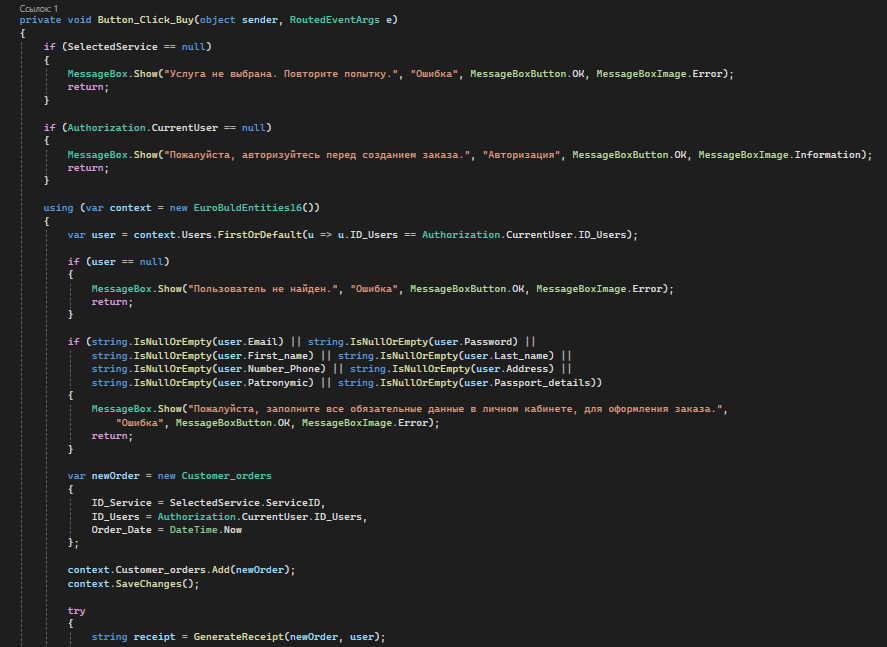 Ссылок: 1
private void Button_Click_Buy(object sender, RoutedEventArgs e)
{
if (SelectedService == null)
{
MessageBox.Show("Услуга не выбрана. Повторите попытку.", "Ошибка", MessageBoxButton.OK, MessageBoxImage.Error);
return;
}
if (Authorization.CurrentUser == null)
{
MessageBox.Show("Пожалуйста, авторизуйтесь перед созданием заказа.", "Авторизация", MessageBoxButton.OK, MessageBoxImage.Information);
return;
}
using (var context = new EuroBuldEntities16())
{
var user = context.Users.FirstOrDefault(u => u.ID_Users == Authorization.CurrentUser.ID_Users);
if (user == null)
{
MessageBox.Show("Пользователь не найден.", "Ошибка", MessageBoxButton.OK, MessageBoxImage.Error);
return;
}
if (string.IsNullOrEmpty(user.Email) || string.IsNullOrEmpty(user.Password) ||
string.IsNullOrEmpty(user.First_name) || string.IsNullOrEmpty(user.Last_name) ||
string.IsNullOrEmpty(user.Number_Phone) || string.IsNullOrEmpty(user.Address) ||
string.IsNullOrEmpty(user.Patronymic) || string.IsNullOrEmpty(user.Passport_details))
{
MessageBox.Show("Пожалуйста, заполните все обязательные данные в личном кабинете, для оформления заказа.",
"Ошибка", MessageBoxButton.OK, MessageBoxImage.Error);
return;
}
var newOrder = new Customer_orders
{
ID_Service = SelectedService.ServiceID,
ID_Users = Authorization.CurrentUser.ID_Users,
Order_Date = DateTime.Now
};
context.Customer_orders.Add(newOrder);
context.SaveChanges();
try
{
string receipt = GenerateReceipt(newOrder, user);